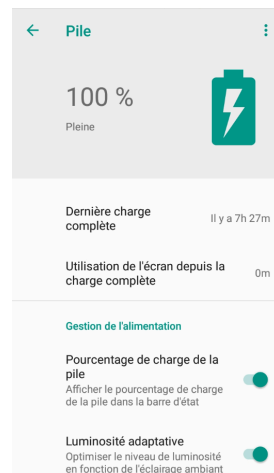 Pile
100 %
Pleine
Dernière charge
complète
Il y a 7h 27m
Utilisation de l'écran depuis la
charge complète
0m
Gestion de l'alimentation
Pourcentage de charge de la
pile
Afficher le pourcentage de charge
de la pile dans la barre d'état
Luminosité adaptative
Optimiser le niveau de luminosité
en fonction de l'éclairage ambiant